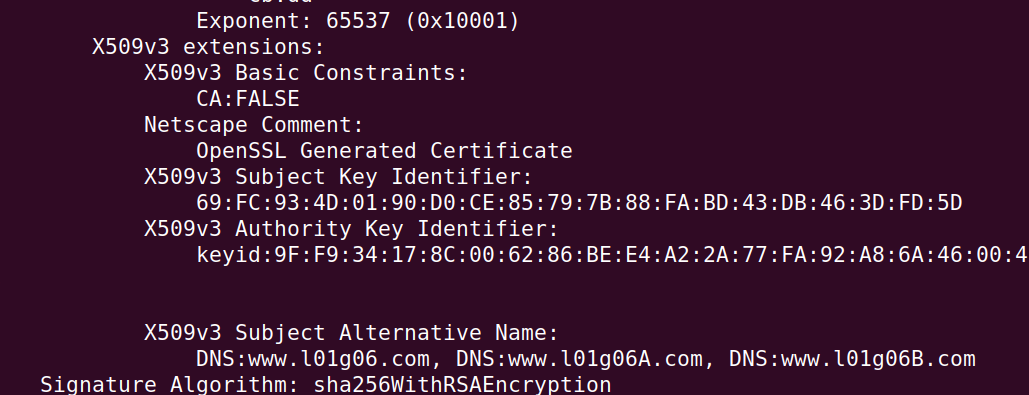 Exponent: 65537 (0x10001)
X509v3 extensions:
X509v3 Basic Constraints:
CA:FALSE
Netscape Comment:
OpenSSL Generated Certificate
X509v3 Subject Key Identifier:
69:FC:93:4D:01:90:D0:CE:85:79:7B:88:FA:BD:43:DB:46:3D:FD:5D
X509v3 Authority Key Identifier:
keyid:9F:F9:34:17:8C:00:62:86:BE:E4:A2:2A:77:FA:92:A8:6A:46:00:4
X509v3 Subject Alternative Name:
DNS:www.l01g06.com, DNS:www.l01g06A.com, DNS:www.l01g06B.com
Signature Algorithm: sha256WithRSAEncryption